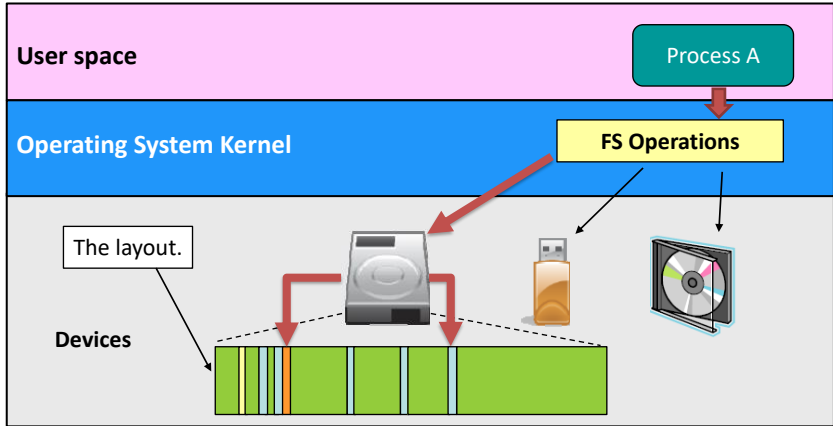 User space
Process A
Operating System Kernel
FS Operations
The layout.
Devices